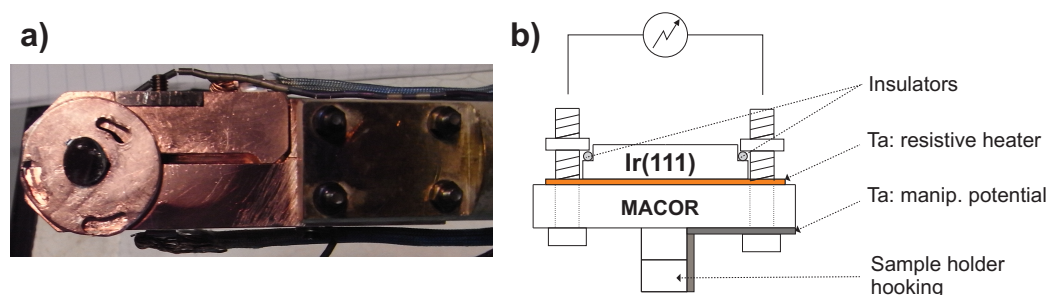 a)
b)
Insulators
Ir(111)
Ta: resistive heater
MACOR
Ta: manip. potential
Sample holder
hooking